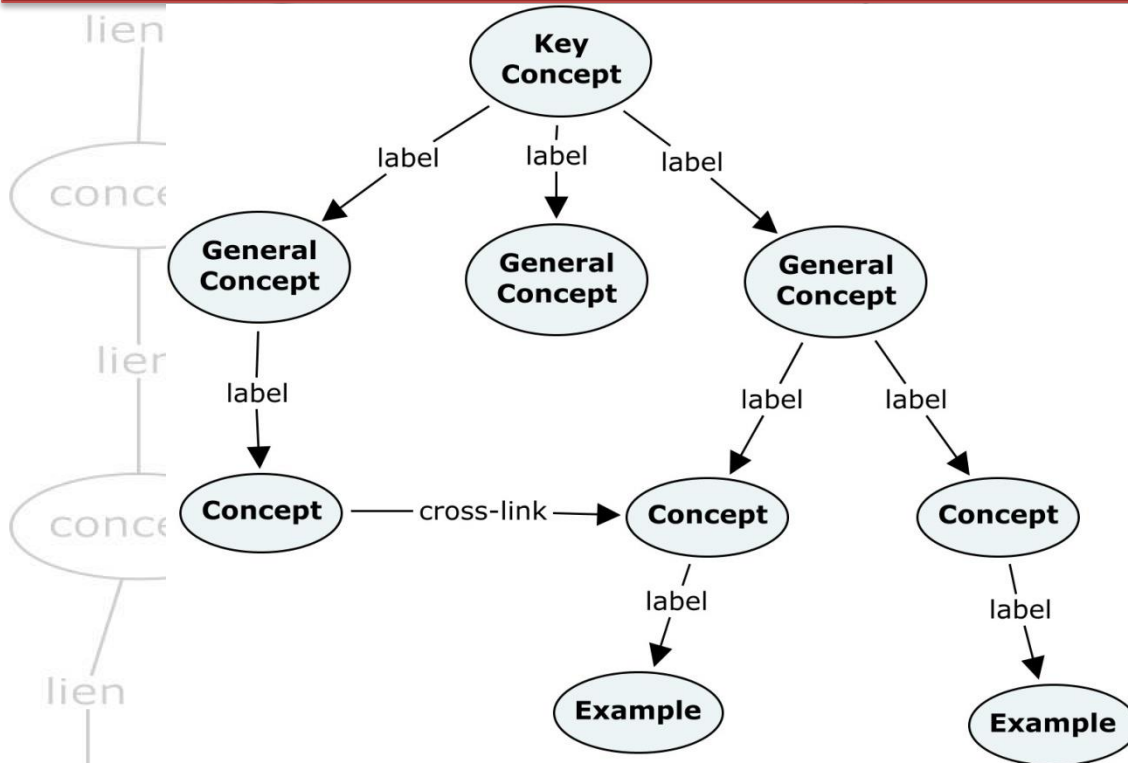 lien
Key
Concept
label
label
label
conce
General
Concept
General
Concept
General
Concept
lien
label
label
label
Concept
cross-link
Concept
Concept
conce
label
label
lien
Example
Example